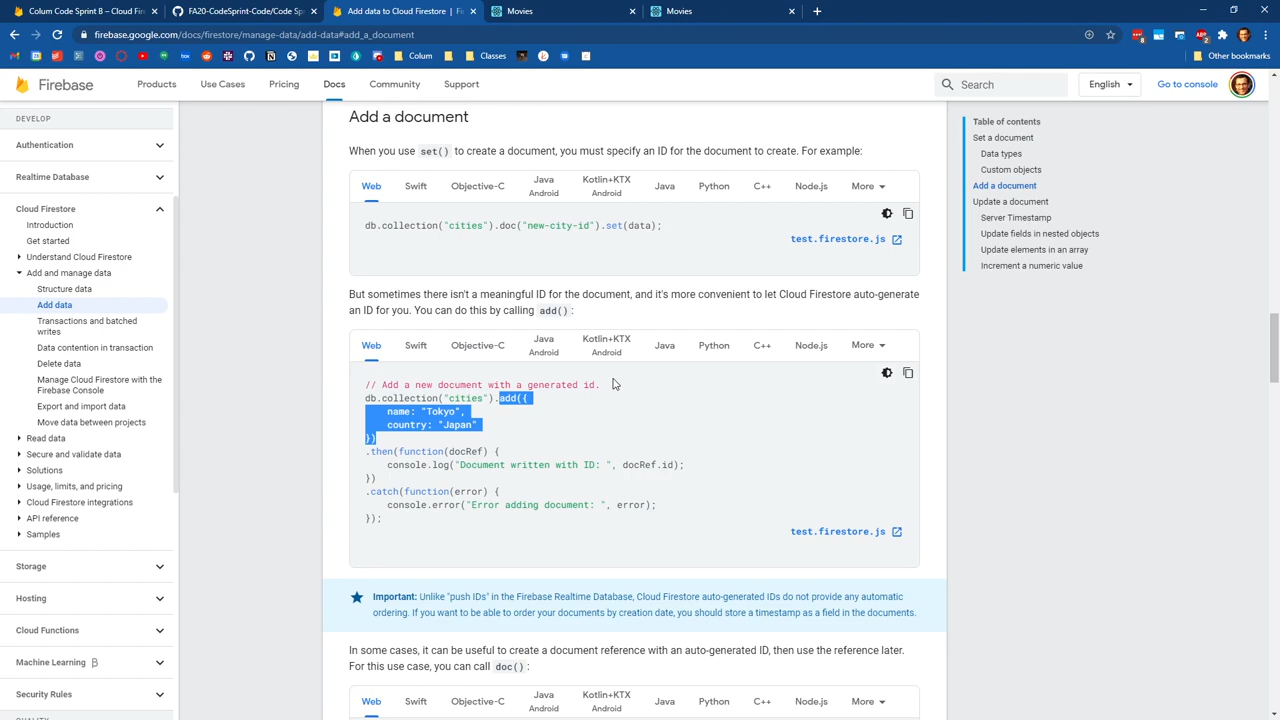 Colum Code Sprint B – Firebase
FA20-CodeSprint-Code/Code Sp
Add data to Cloud Firestore | Fi
Movies
Movies
firebase.google.com/docs/firestore/manage-data/add-data#add_a_document
Colum
Classes
Other bookmarks
Firebase
Products
Use Cases
Pricing
Docs
Community
Support
Search
English
Go to console
DEVELOP
Authentication
Realtime Database
Cloud Firestore
Introduction
Get started
Understand Cloud Firestore
Add and manage data
Structure data
Add data
Transactions and batched
writes
Data contention in transaction
Delete data
Manage Cloud Firestore with the
Firebase Console
Export and import data
Move data between projects
Read data
Secure and validate data
Solutions
Usage, limits, and pricing
Cloud Firestore integrations
API reference
Samples
Storage
Hosting
Cloud Functions
Machine Learning
Security Rules
QUALITY
Add a document
When you use set() to create a document, you must specify an ID for the document to create. For example:
Web Swift Objective-C Java Android Kotlin+KTX Android Java Python C++ Node.js More
db.collection("cities").doc("new-city-id").set(data);
test.firestore.js
But sometimes there isn't a meaningful ID for the document, and it's more convenient to let Cloud Firestore auto-generate
an ID for you. You can do this by calling add() :
Web Swift Objective-C Java Android Kotlin+KTX Android Java Python C++ Node.js More
// Add a new document with a generated id.
db.collection("cities").add({
name: "Tokyo",
country: "Japan"
})
.then(function(docRef) {
console.log("Document written with ID: ", docRef.id);
})
.catch(function(error) {
console.error("Error adding document: ", error);
});
test.firestore.js
Important: Unlike "push IDs" in the Firebase Realtime Database, Cloud Firestore auto-generated IDs do not provide any automatic
ordering. If you want to be able to order your documents by creation date, you should store a timestamp as a field in the documents.
In some cases, it can be useful to create a document reference with an auto-generated ID, then use the reference later.
For this use case, you can call doc() :
Web Swift Objective-C Java Android Kotlin+KTX Android Java Python C++ Node.js More
Table of contents
Set a document
Data types
Custom objects
Add a document
Update a document
Server Timestamp
Update fields in nested objects
Update elements in an array
Increment a numeric value